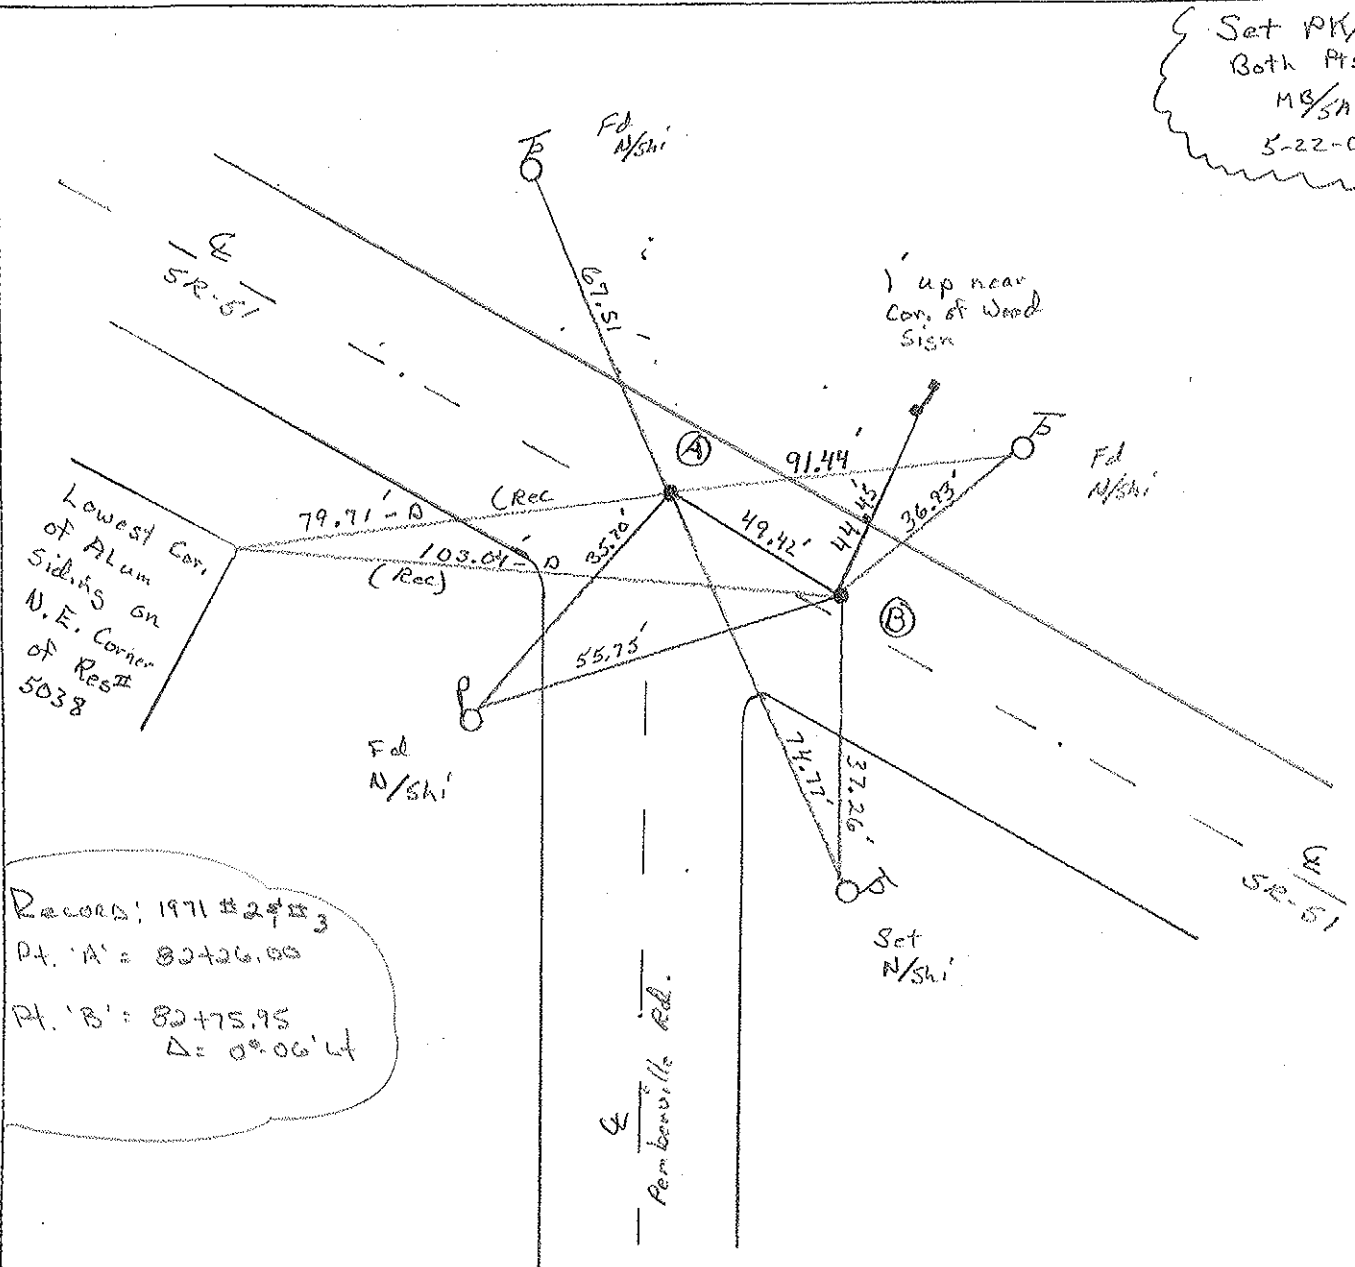 Set PK/
Both Pts
MB/SA
5-22-0
Fd
N/Shi
℄
SR-51
67.51
1' up near
Cor. of Wood
Sign
A
91.44'
Fd
N/Shi
79.71'-D
(Rec
49.42'
44.45'
36.93'
35.70'
103.04'-D
(Rec)
B
Lowest Cor.
of ALum
Siding on
N.E. Corner
of Res #
5038
55.75'
Fd
N/Shi
74.77'
37.26'
℄
SR-51
Set
N/Shi
Record: 1971 #2 & #3
Pt. 'A' = 82+26.00
Pt. 'B' = 82+75.95
Δ= 0°-06' Lt
℄
Pemberville Rd.